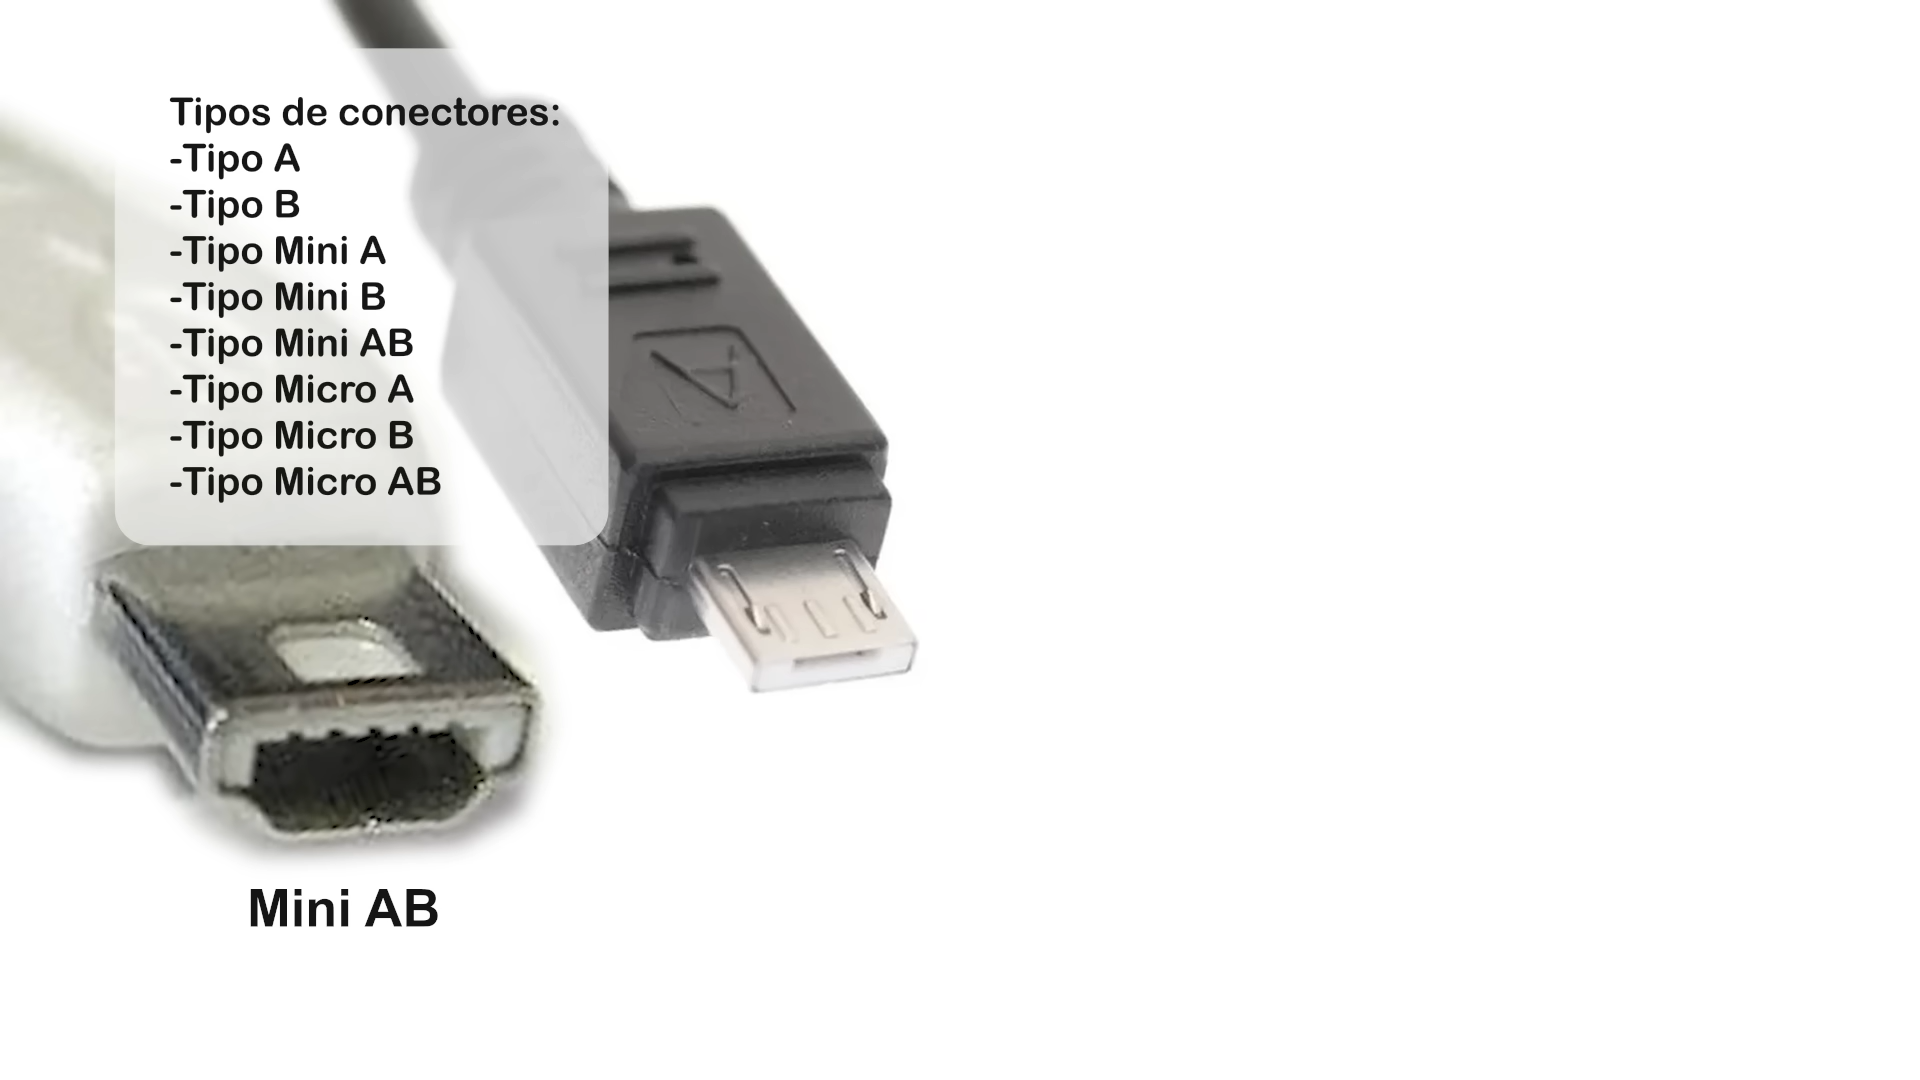 Tipos de conectores:
-Tipo A
-Tipo B
-Tipo Mini A
-Tipo Mini B
-Tipo Mini AB
-Tipo Micro A
-Tipo Micro B
-Tipo Micro AB
A
Mini AB